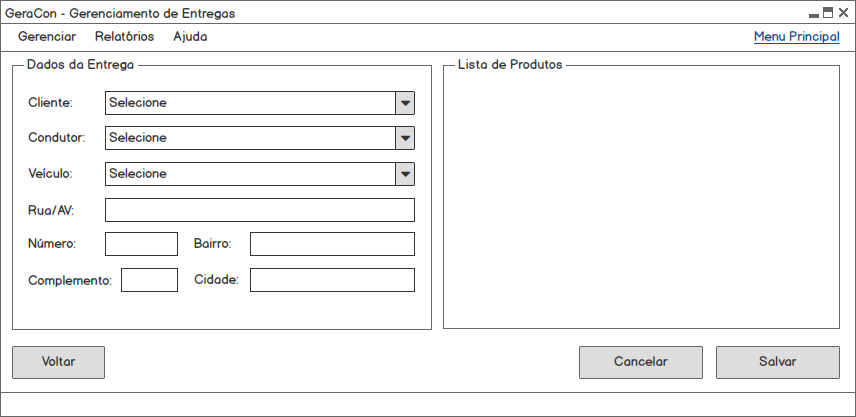 GeraCon - Gerenciamento de Entregas
Gerenciar Relatórios Ajuda Menu Principal
Dados da Entrega
Cliente: Selecione
Condutor: Selecione
Veículo: Selecione
Rua/AV:
Número: Bairro:
Complemento: Cidade:
Lista de Produtos
Voltar Cancelar Salvar